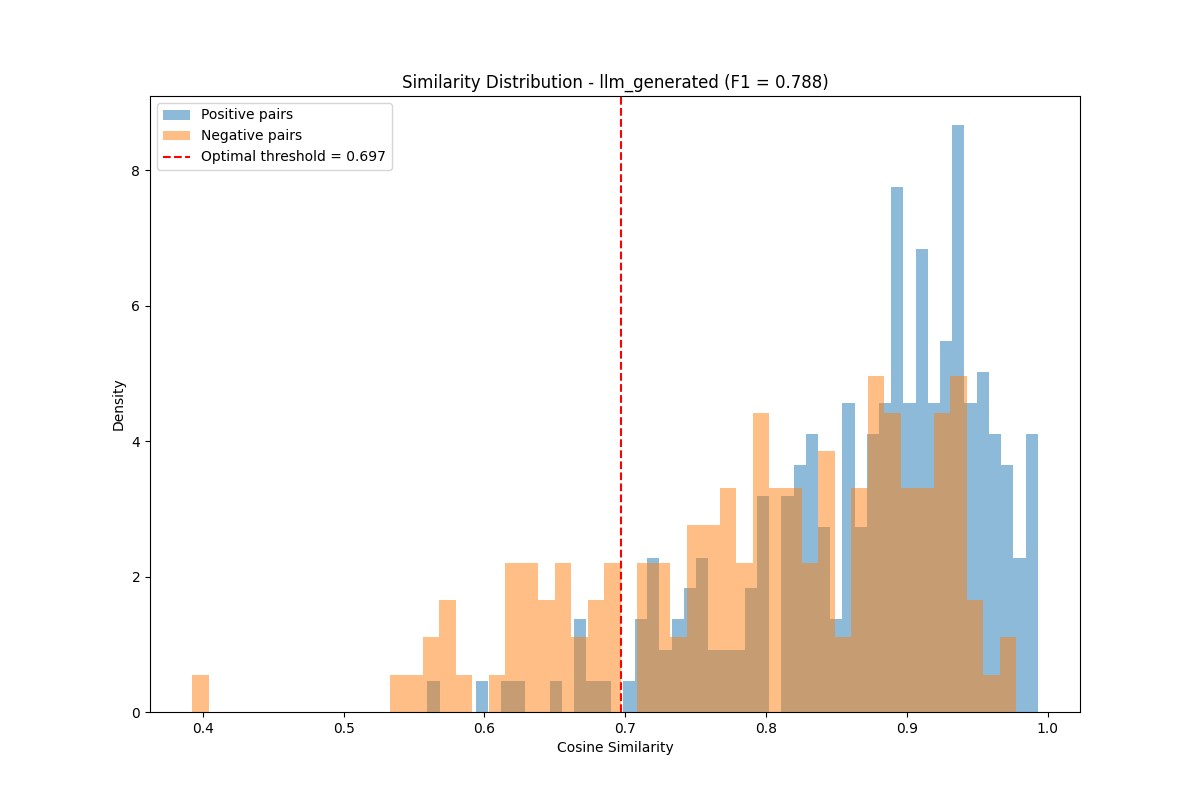 Similarity Distribution - llm_generated (F1 = 0.788)
Positive pairs
Negative pairs
Optimal threshold = 0.697
Density
8
6
4
2
0
0.4 0.5 0.6 0.7 0.8 0.9 1.0
Cosine Similarity